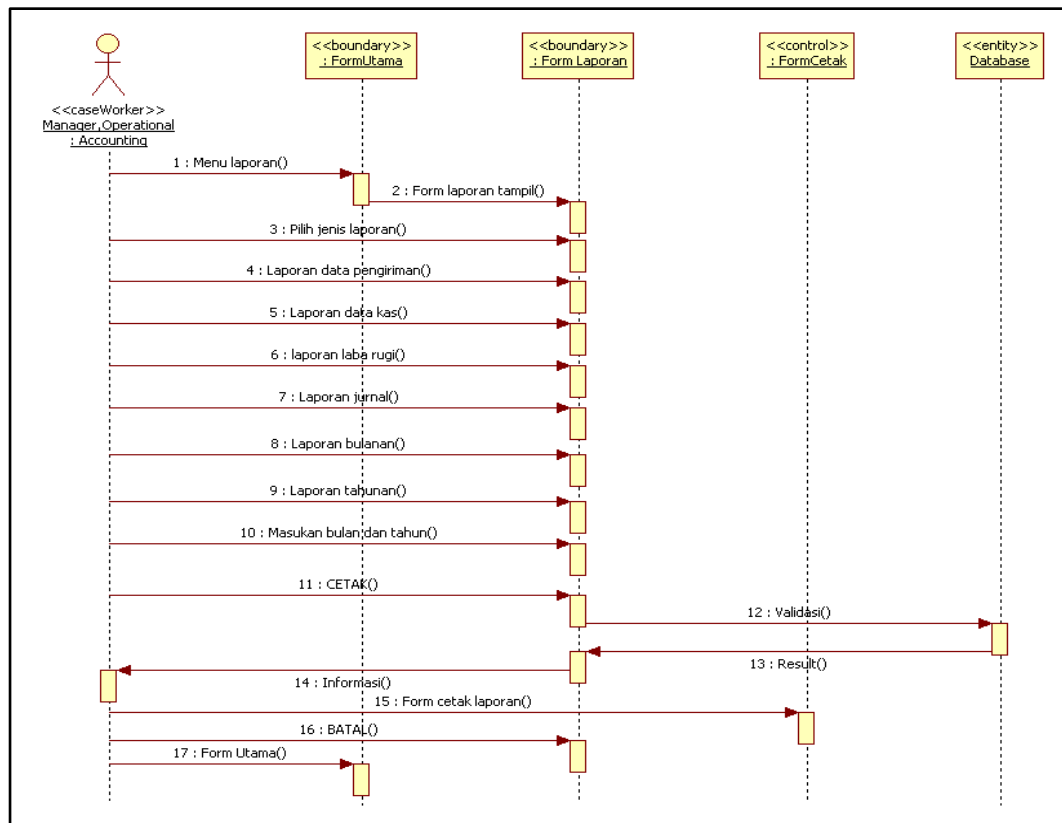 <<boundary>>
: FormUtama
<<boundary>>
: Form Laporan
<<control>>
: FormCetak
<<entity>>
Database
<<caseWorker>>
Manager,Operational
: Accounting
1 : Menu laporan()
2 : Form laporan tampil()
3 : Pilih jenis laporan()
4 : Laporan data pengiriman()
5 : Laporan data kas()
6 : laporan laba rugi()
7 : Laporan jurnal()
8 : Laporan bulanan()
9 : Laporan tahunan()
10 : Masukan bulan dan tahun()
11 : CETAK()
12 : Validasi()
13 : Result()
14 : Informasi()
15 : Form cetak laporan()
16 : BATAL()
17 : Form Utama()